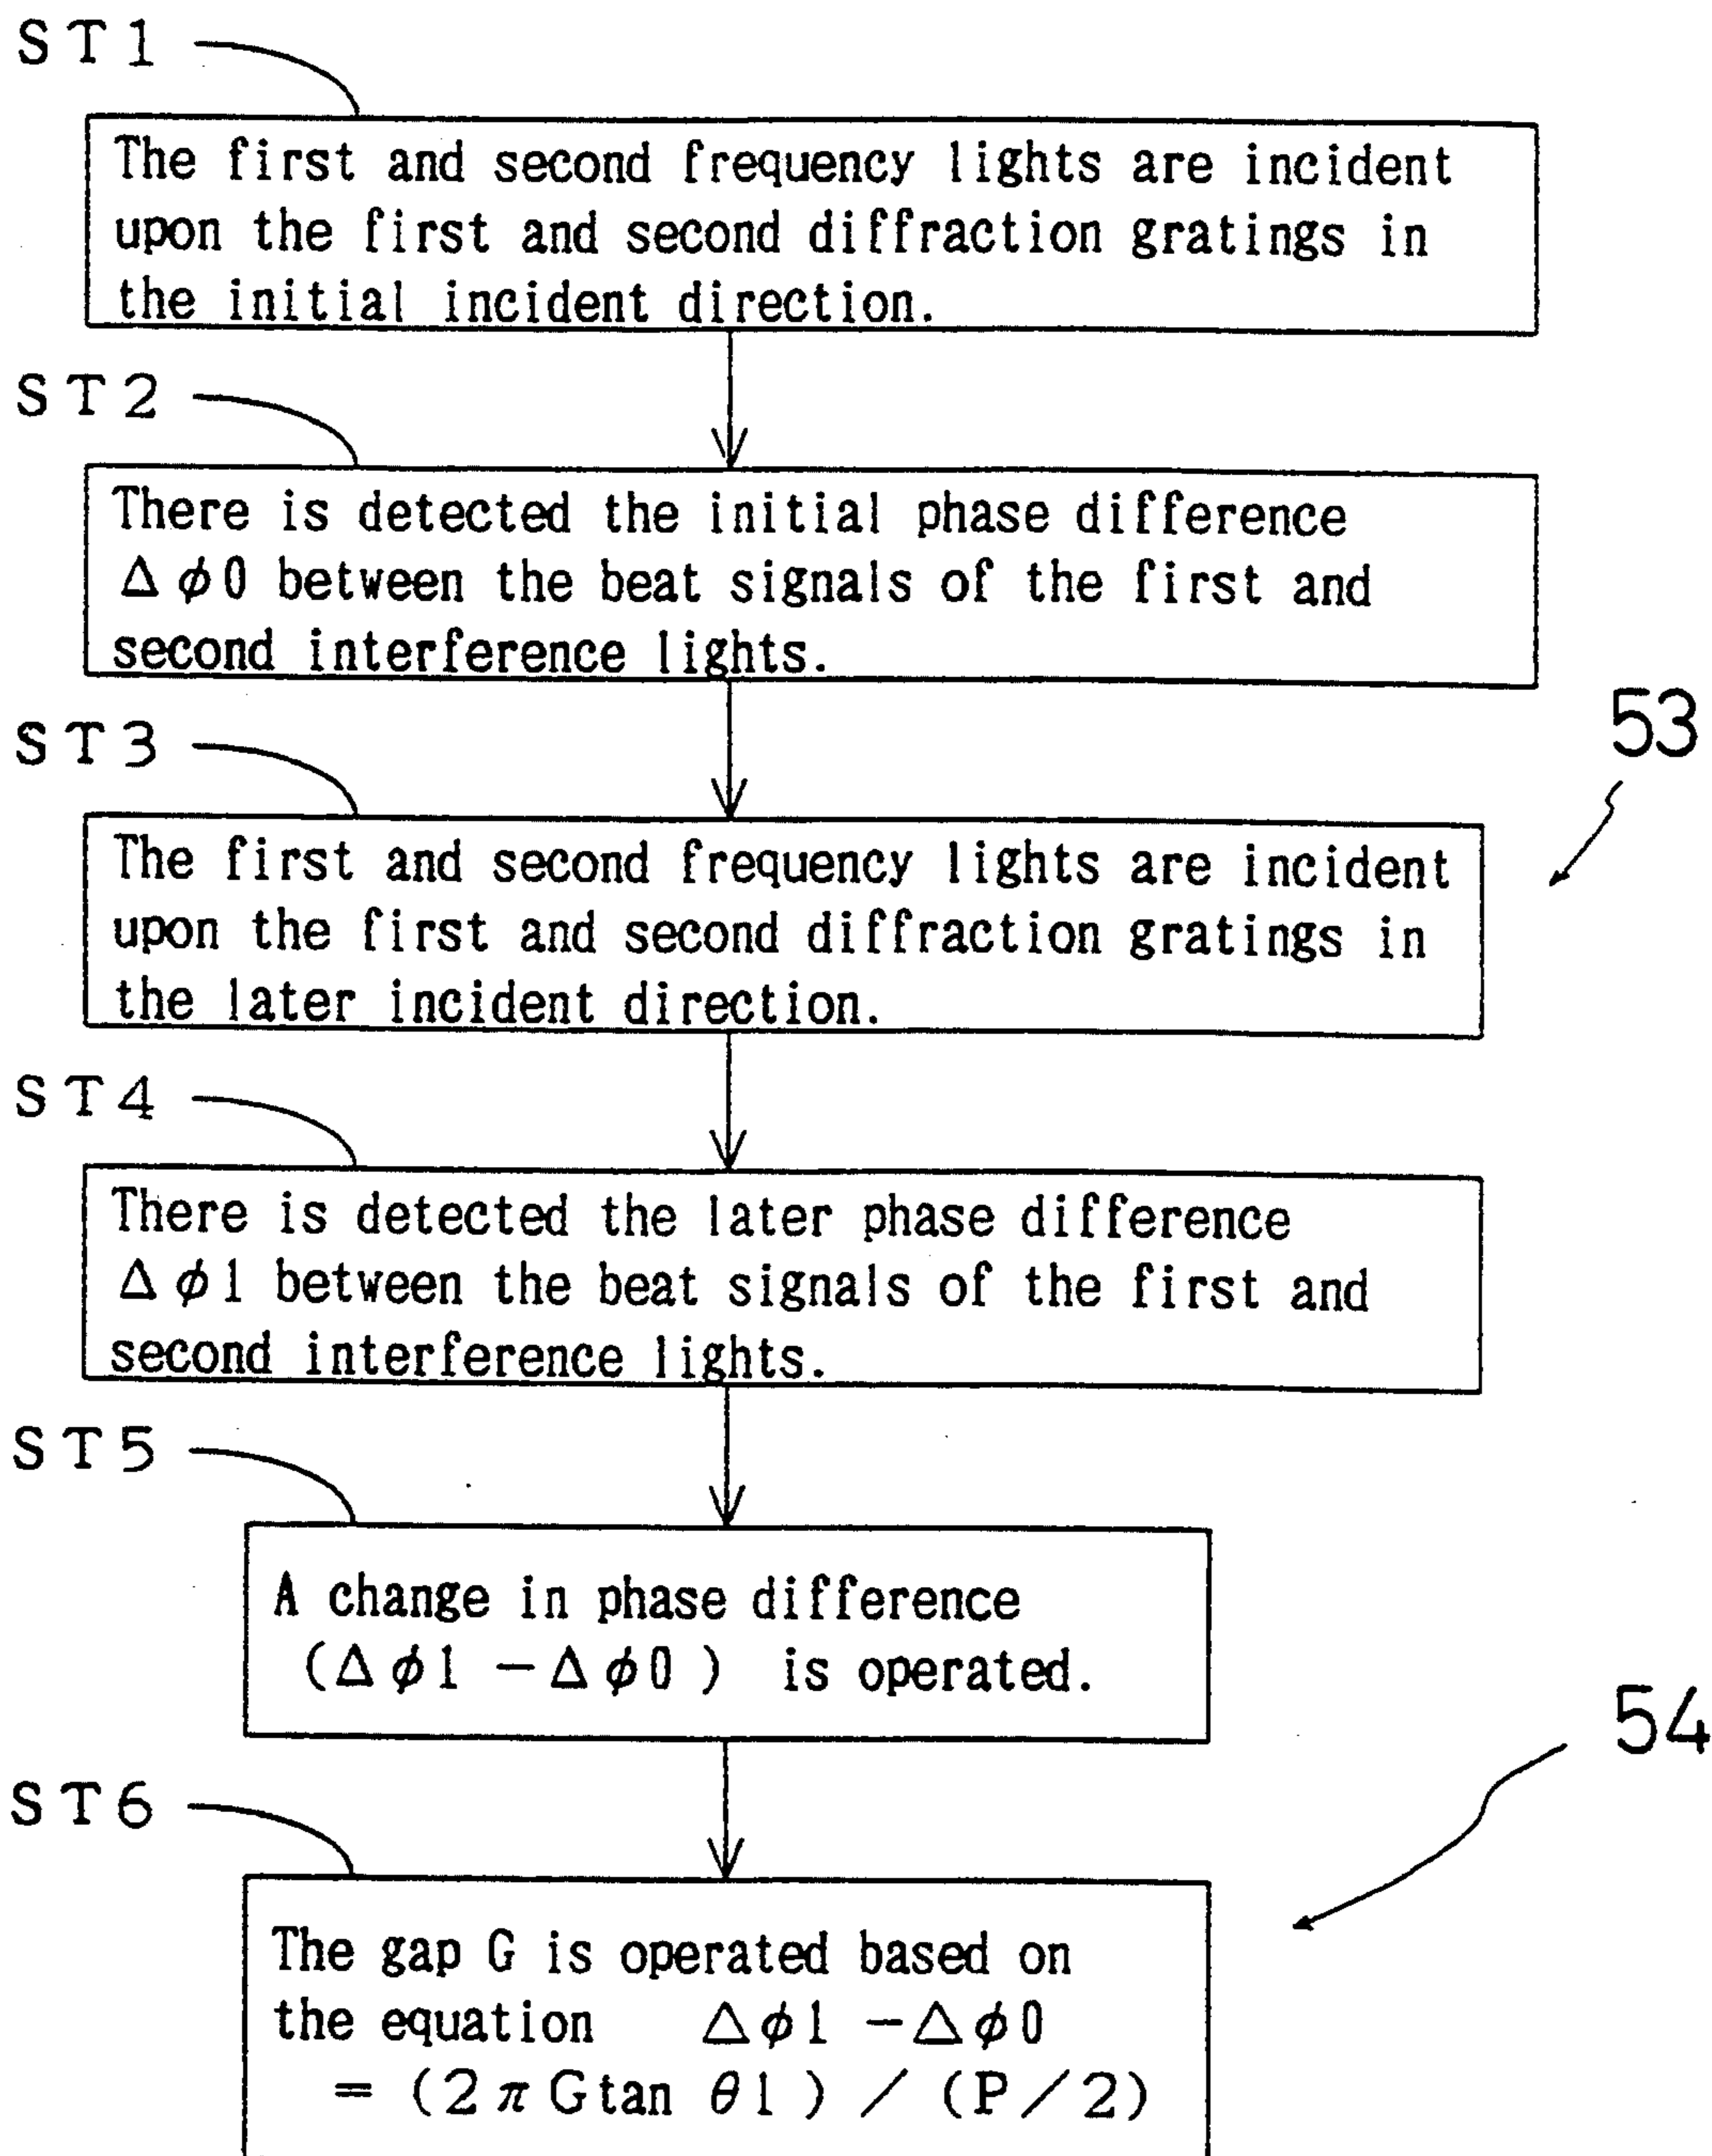 ST1
The first and second frequency lights are incident
upon the first and second diffraction gratings in
the initial incident direction.
ST2
There is detected the initial phase difference
Δφ0 between the beat signals of the first and
second interference lights.
53
ST3
The first and second frequency lights are incident
upon the first and second diffraction gratings in
the later incident direction.
ST4
There is detected the later phase difference
Δφ1 between the beat signals of the first and
second interference lights.
ST5
A change in phase difference
(Δφ1 −Δφ0 ) is operated.
54
ST6
The gap G is operated based on
the equation Δφ1 −Δφ0
= (2πGtan θ1) / (P/2)